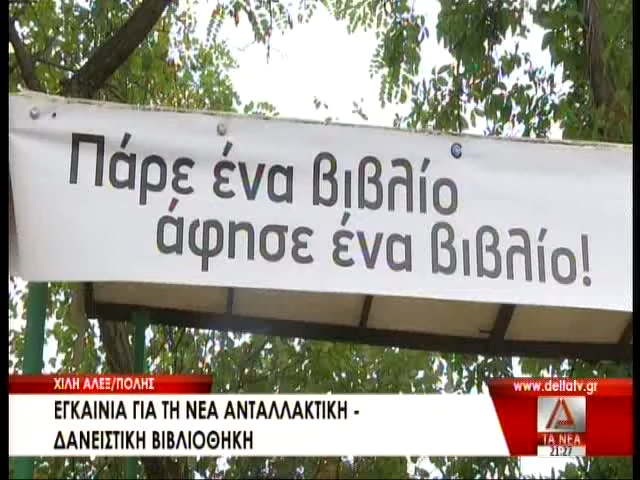 Πάρε ένα βιβλίο
άφησε ένα βιβλίο!
ΧΙΛΗ ΑΛΕΞ/ΠΟΛΗΣ
www.deltatv.gr
ΕΓΚΑΙΝΙΑ ΓΙΑ ΤΗ ΝΕΑ ΑΝΤΑΛΛΑΚΤΙΚΗ -
ΔΑΝΕΙΣΤΙΚΗ ΒΙΒΛΙΟΘΗΚΗ
ΤΑ ΝΕΑ
21:27